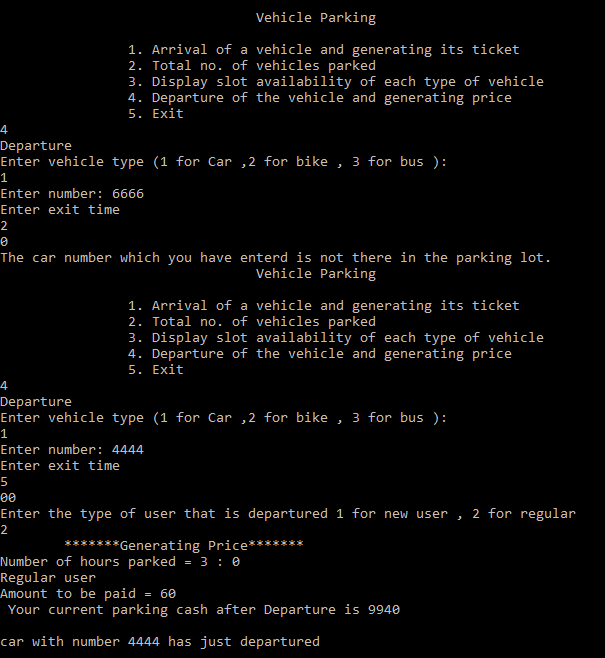 Vehicle Parking
1. Arrival of a vehicle and generating its ticket
2. Total no. of vehicles parked
3. Display slot availability of each type of vehicle
4. Departure of the vehicle and generating price
5. Exit
4
Departure
Enter vehicle type (1 for Car ,2 for bike , 3 for bus ):
1
Enter number: 6666
Enter exit time
2
0
The car number which you have enterd is not there in the parking lot.
Vehicle Parking
1. Arrival of a vehicle and generating its ticket
2. Total no. of vehicles parked
3. Display slot availability of each type of vehicle
4. Departure of the vehicle and generating price
5. Exit
4
Departure
Enter vehicle type (1 for Car ,2 for bike , 3 for bus ):
1
Enter number: 4444
Enter exit time
5
00
Enter the type of user that is departured 1 for new user , 2 for regular
2
*******Generating Price*******
Number of hours parked = 3 : 0
Regular user
Amount to be paid = 60
Your current parking cash after Departure is 9940
car with number 4444 has just departured